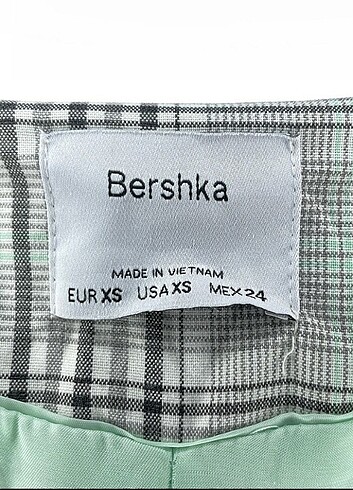 Bershka
MADE IN VIETNAM
EUR XS USA XS MEX 24